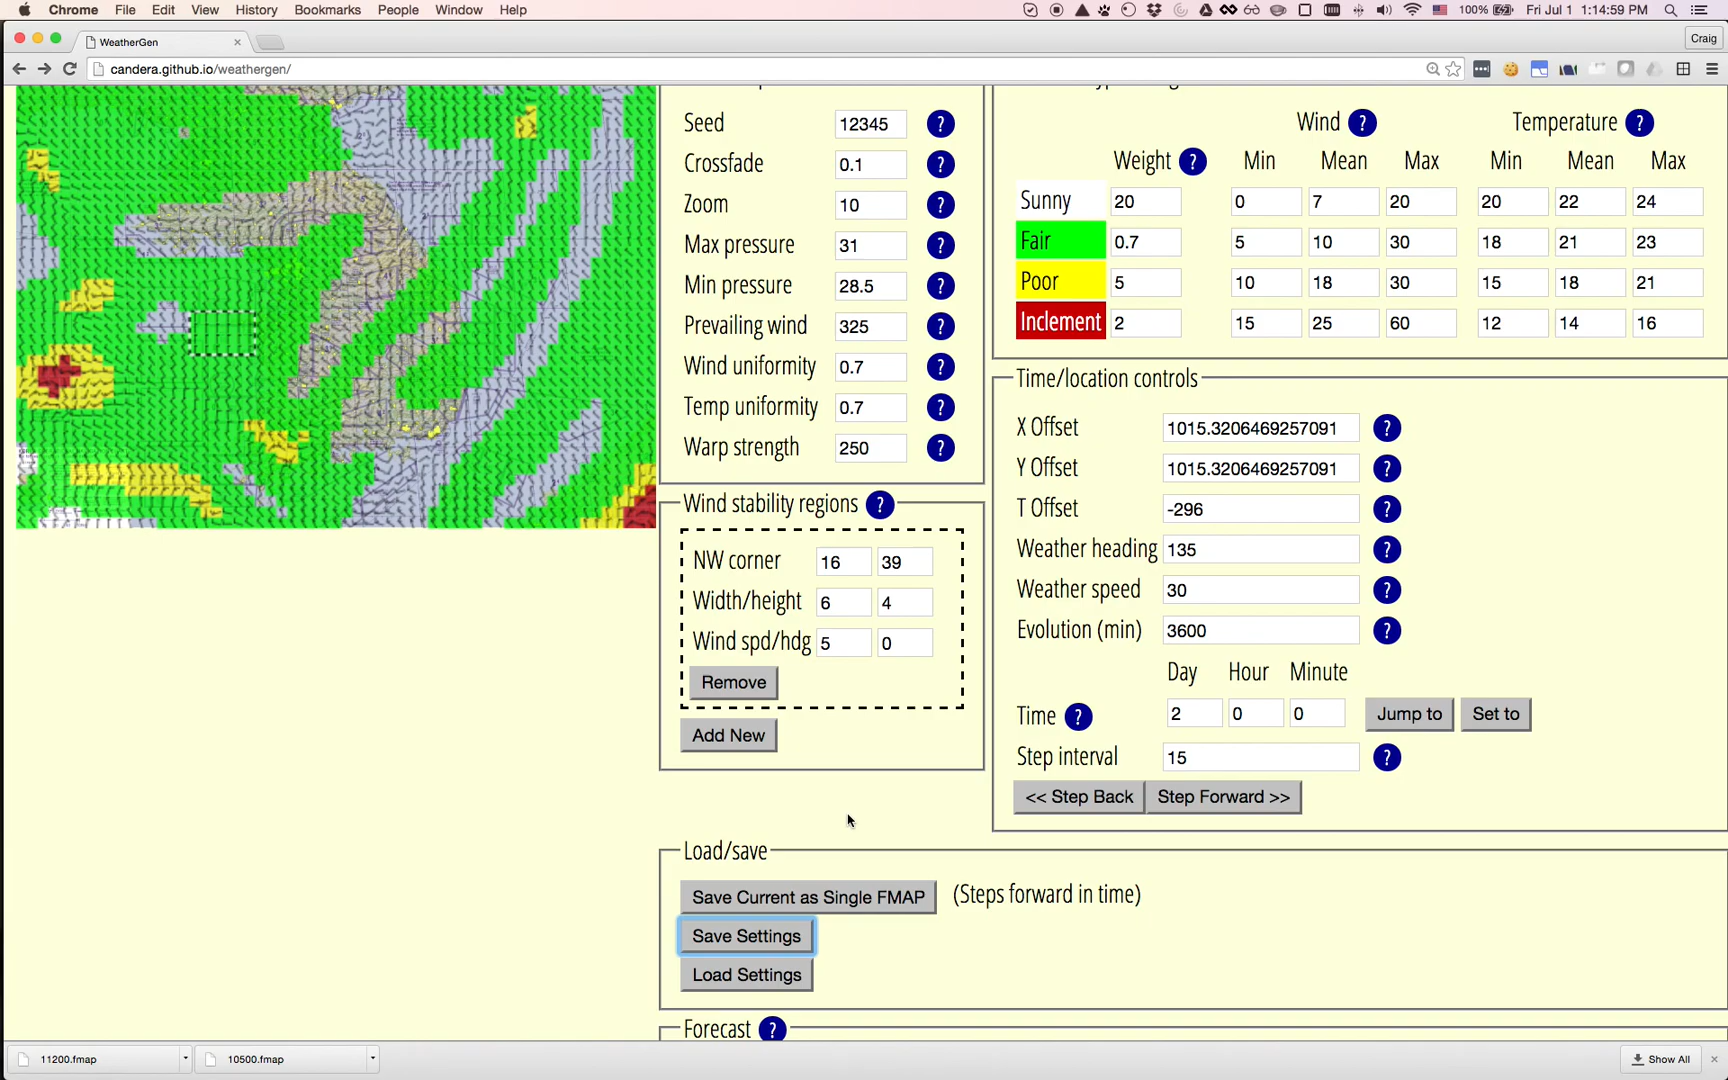 Chrome File Edit View History Bookmarks People Window Help 100% Fri Jul 1 1:14:59 PM
WeatherGen Craig
candera.github.io/weathergen/
Seed 12345 ?
Crossfade 0.1 ?
Zoom 10 ?
Max pressure 31 ?
Min pressure 28.5 ?
Prevailing wind 325 ?
Wind uniformity 0.7 ?
Temp uniformity 0.7 ?
Warp strength 250 ?
Wind stability regions ?
NW corner 16 39
Width/height 6 4
Wind spd/hdg 5 0
Remove
Add New
Wind ? Temperature ?
Weight ? Min Mean Max Min Mean Max
Sunny 20 0 7 20 20 22 24
Fair 0.7 5 10 30 18 21 23
Poor 5 10 18 30 15 18 21
Inclement 2 15 25 60 12 14 16
Time/location controls
X Offset 1015.3206469257091 ?
Y Offset 1015.3206469257091 ?
T Offset -296 ?
Weather heading 135 ?
Weather speed 30 ?
Evolution (min) 3600 ?
Day Hour Minute
Time ? 2 0 0 Jump to Set to
Step interval 15 ?
<< Step Back Step Forward >>
Load/save
Save Current as Single FMAP (Steps forward in time)
Save Settings
Load Settings
Forecast ?
11200.fmap 10500.fmap Show All